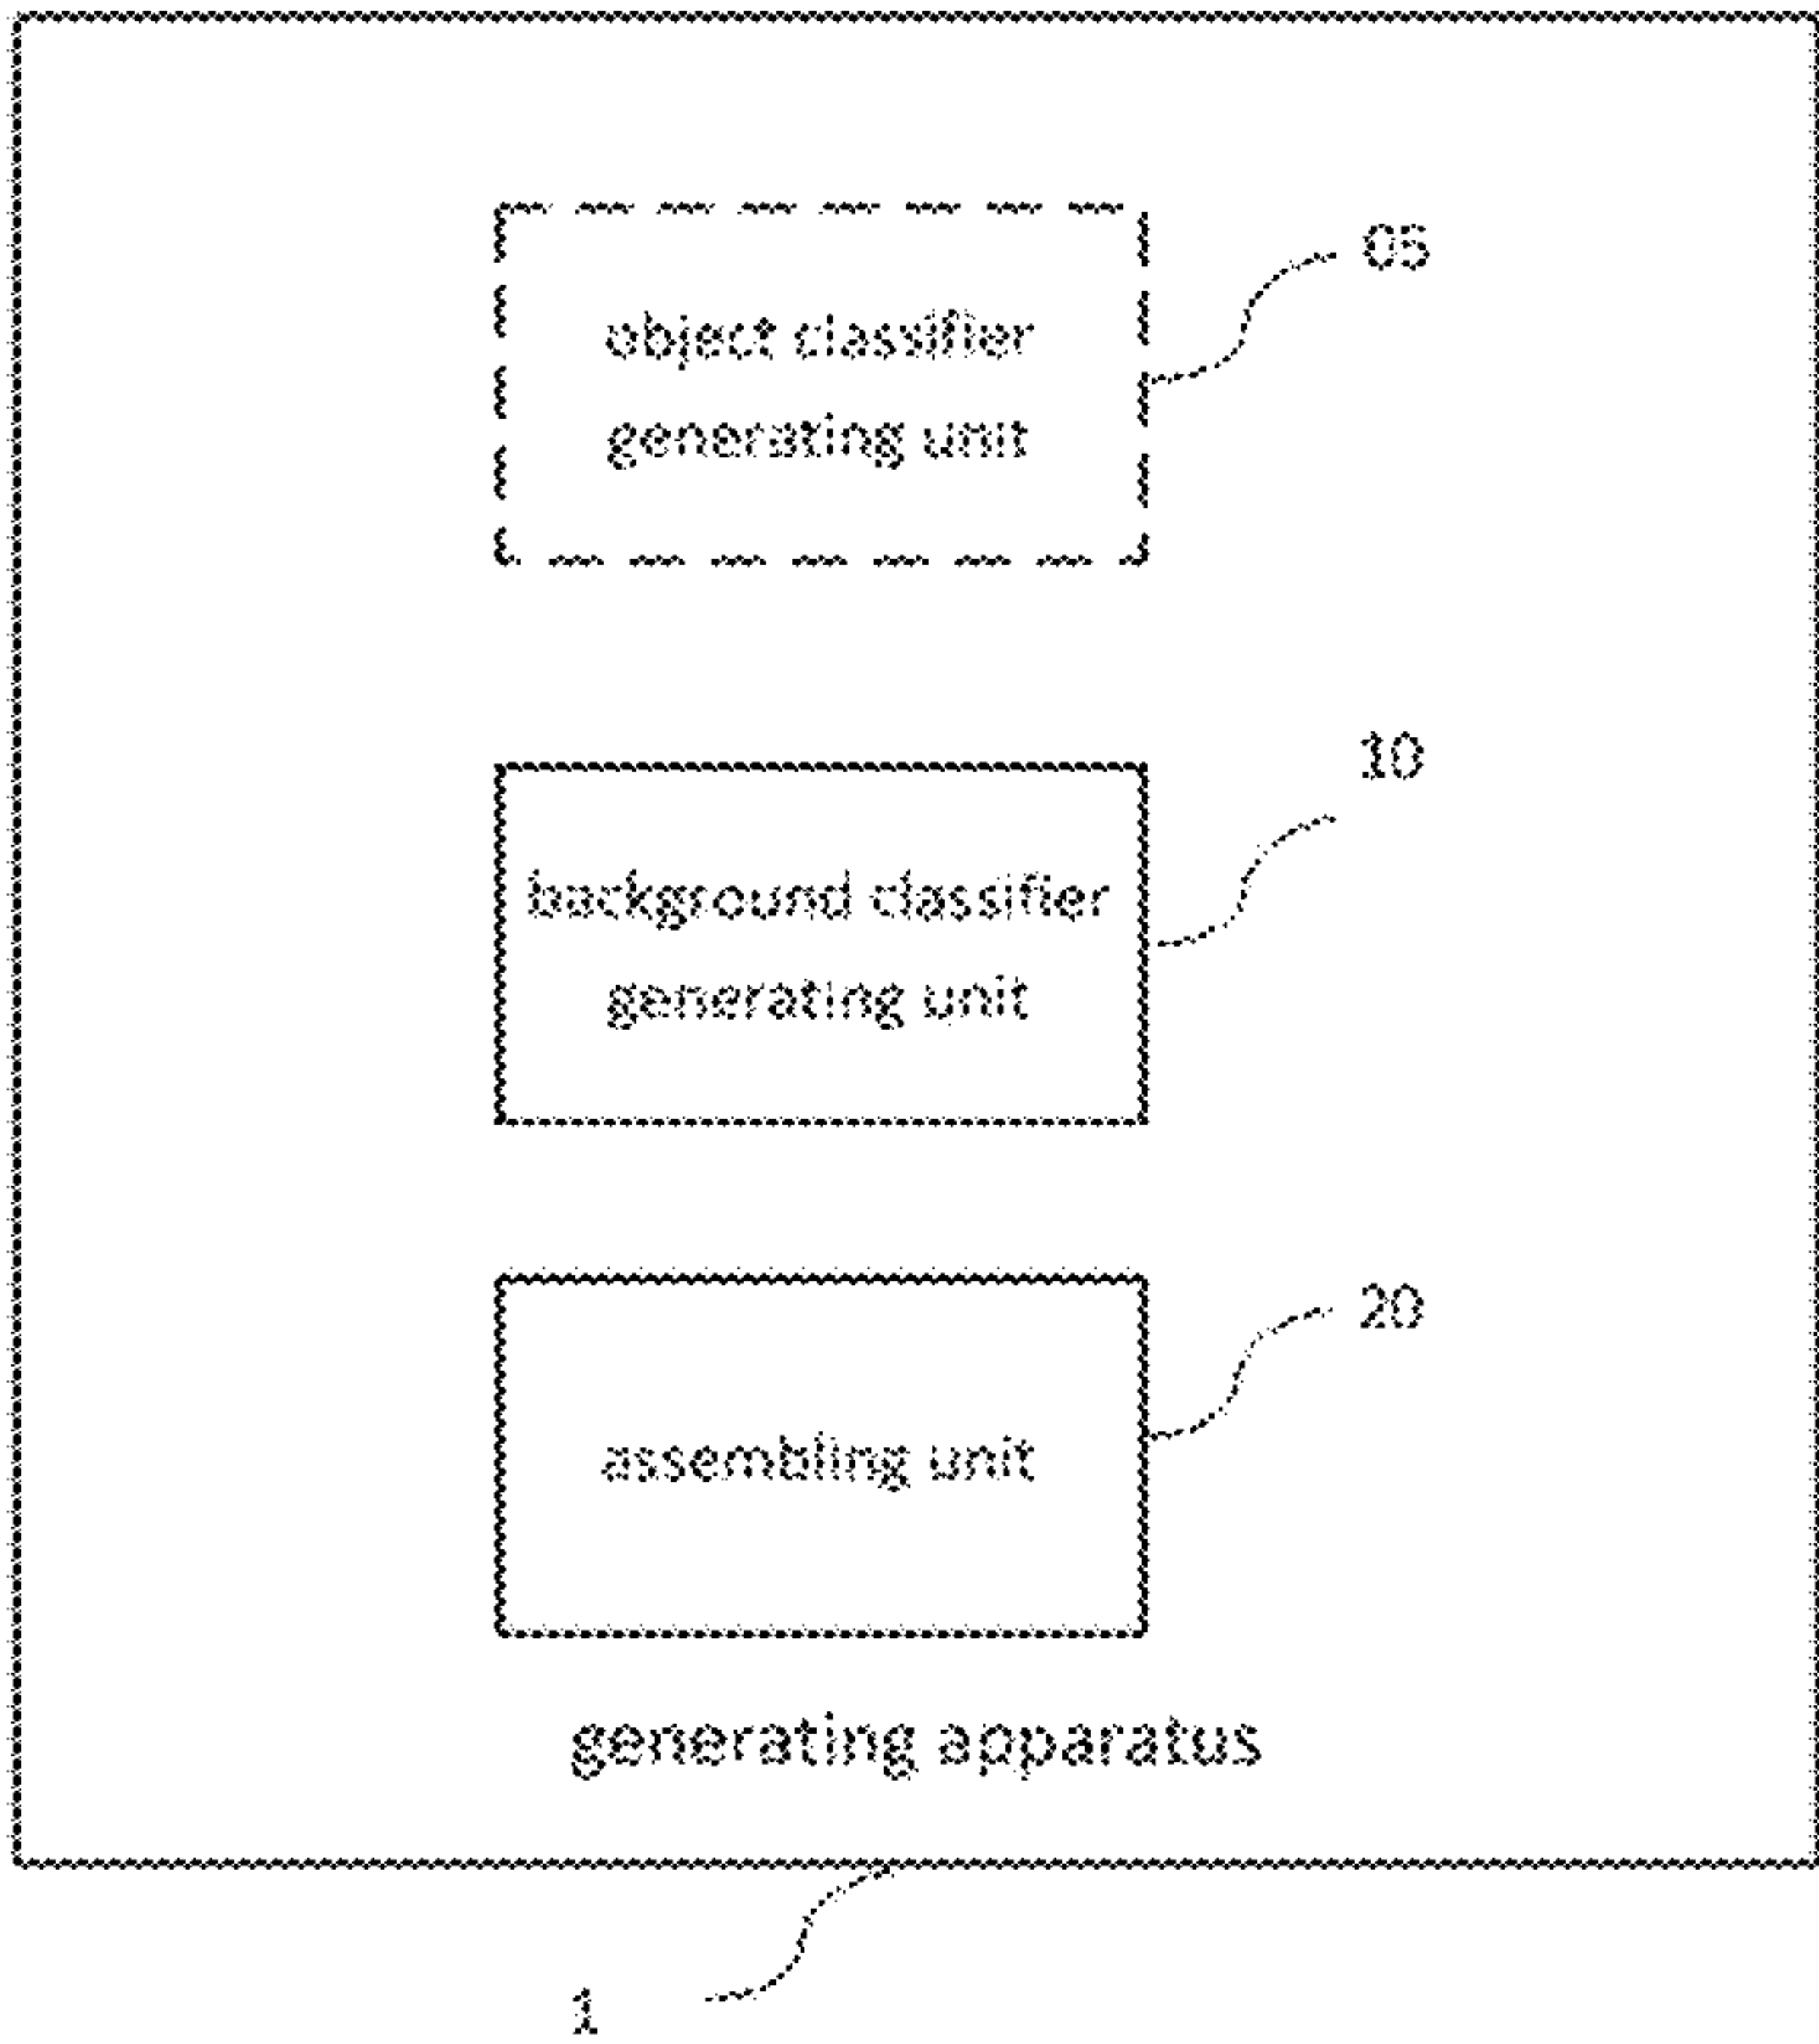 05
object classifier
generating unit
10
background classifier
generating unit
20
assembling unit
generating apparatus
1